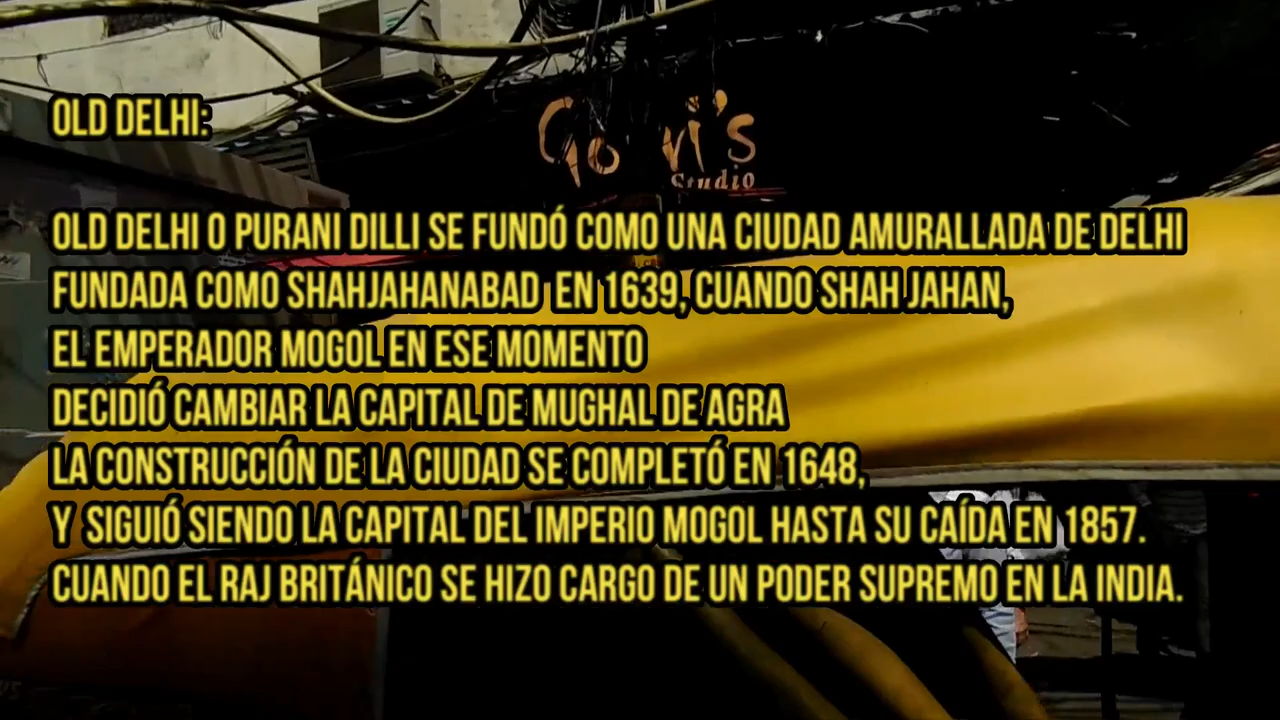 OLD DELHI:
OLD DELHI O PURANI DILLI SE FUNDÓ COMO UNA CIUDAD AMURALLADA DE DELHI
FUNDADA COMO SHAHJAHANABAD EN 1639, CUANDO SHAH JAHAN,
EL EMPERADOR MOGOL EN ESE MOMENTO
DECIDIÓ CAMBIAR LA CAPITAL DE MUGHAL DE AGRA
LA CONSTRUCCIÓN DE LA CIUDAD SE COMPLETÓ EN 1648,
Y SIGUIÓ SIENDO LA CAPITAL DEL IMPERIO MOGOL HASTA SU CAÍDA EN 1857.
CUANDO EL RAJ BRITÁNICO SE HIZO CARGO DE UN PODER SUPREMO EN LA INDIA.
Studio